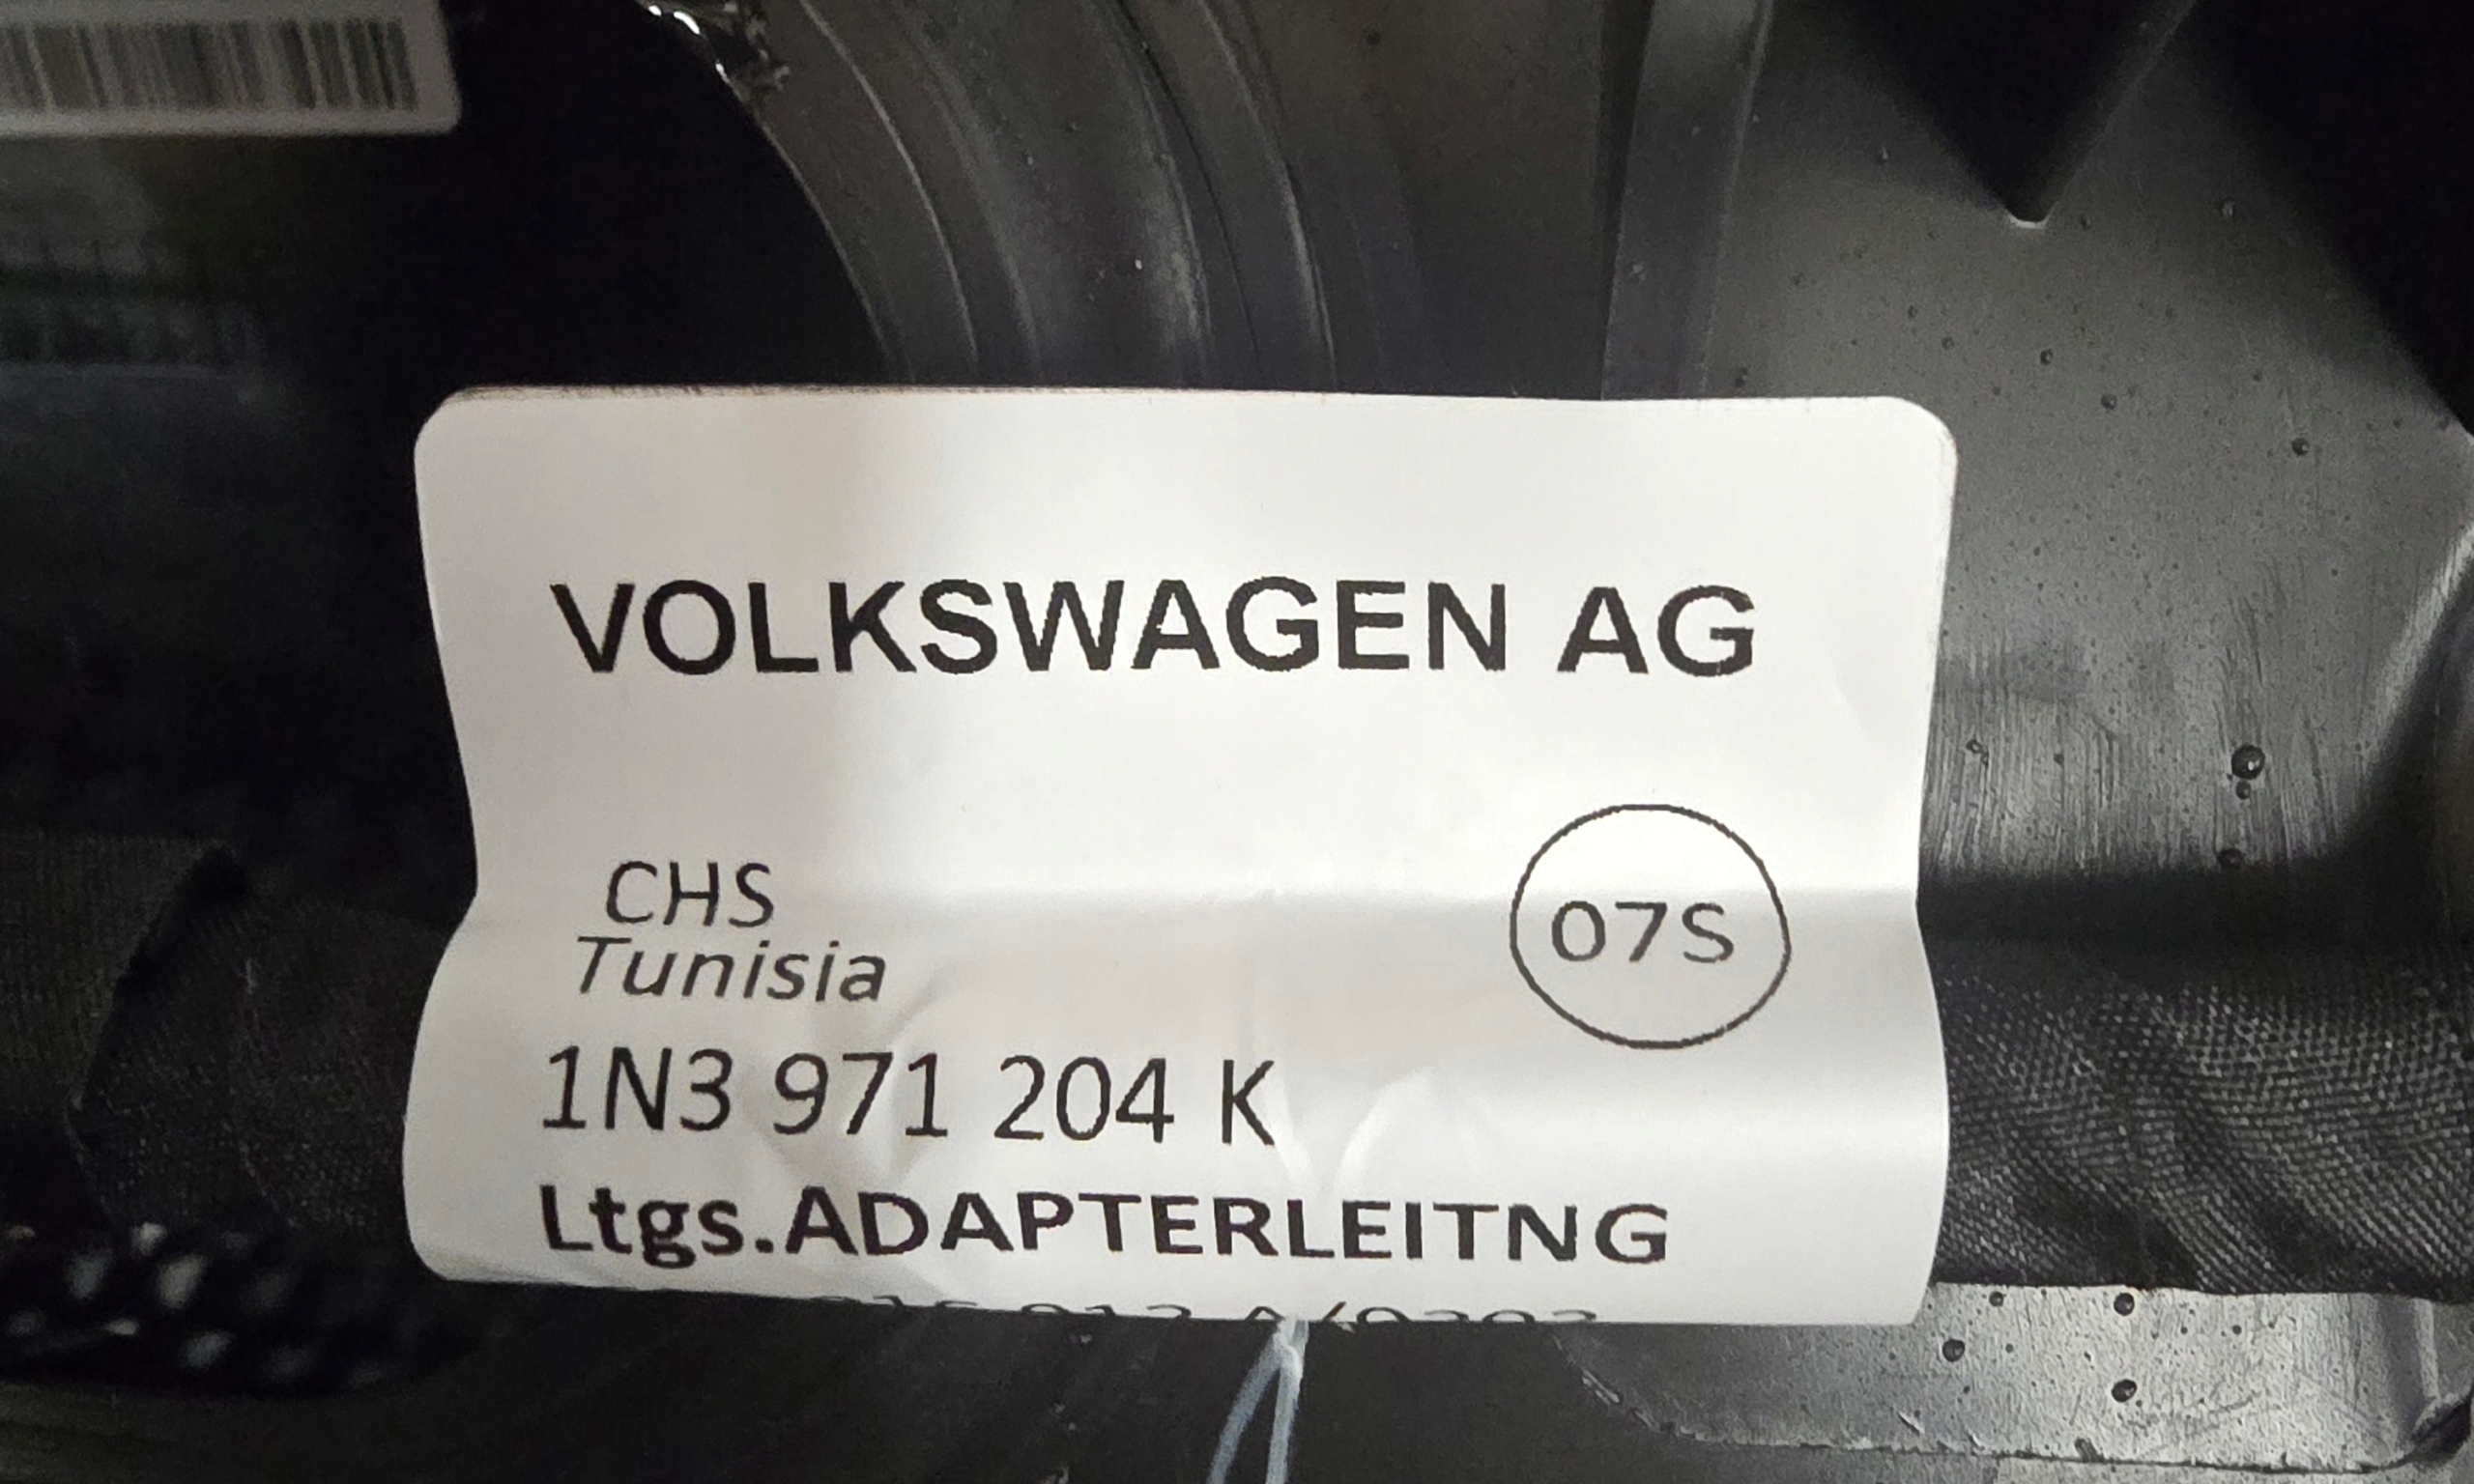 VOLKSWAGEN AG
CHS
Tunisia
07S
1N3 971 204 K
Ltgs.ADAPTERLEITNG